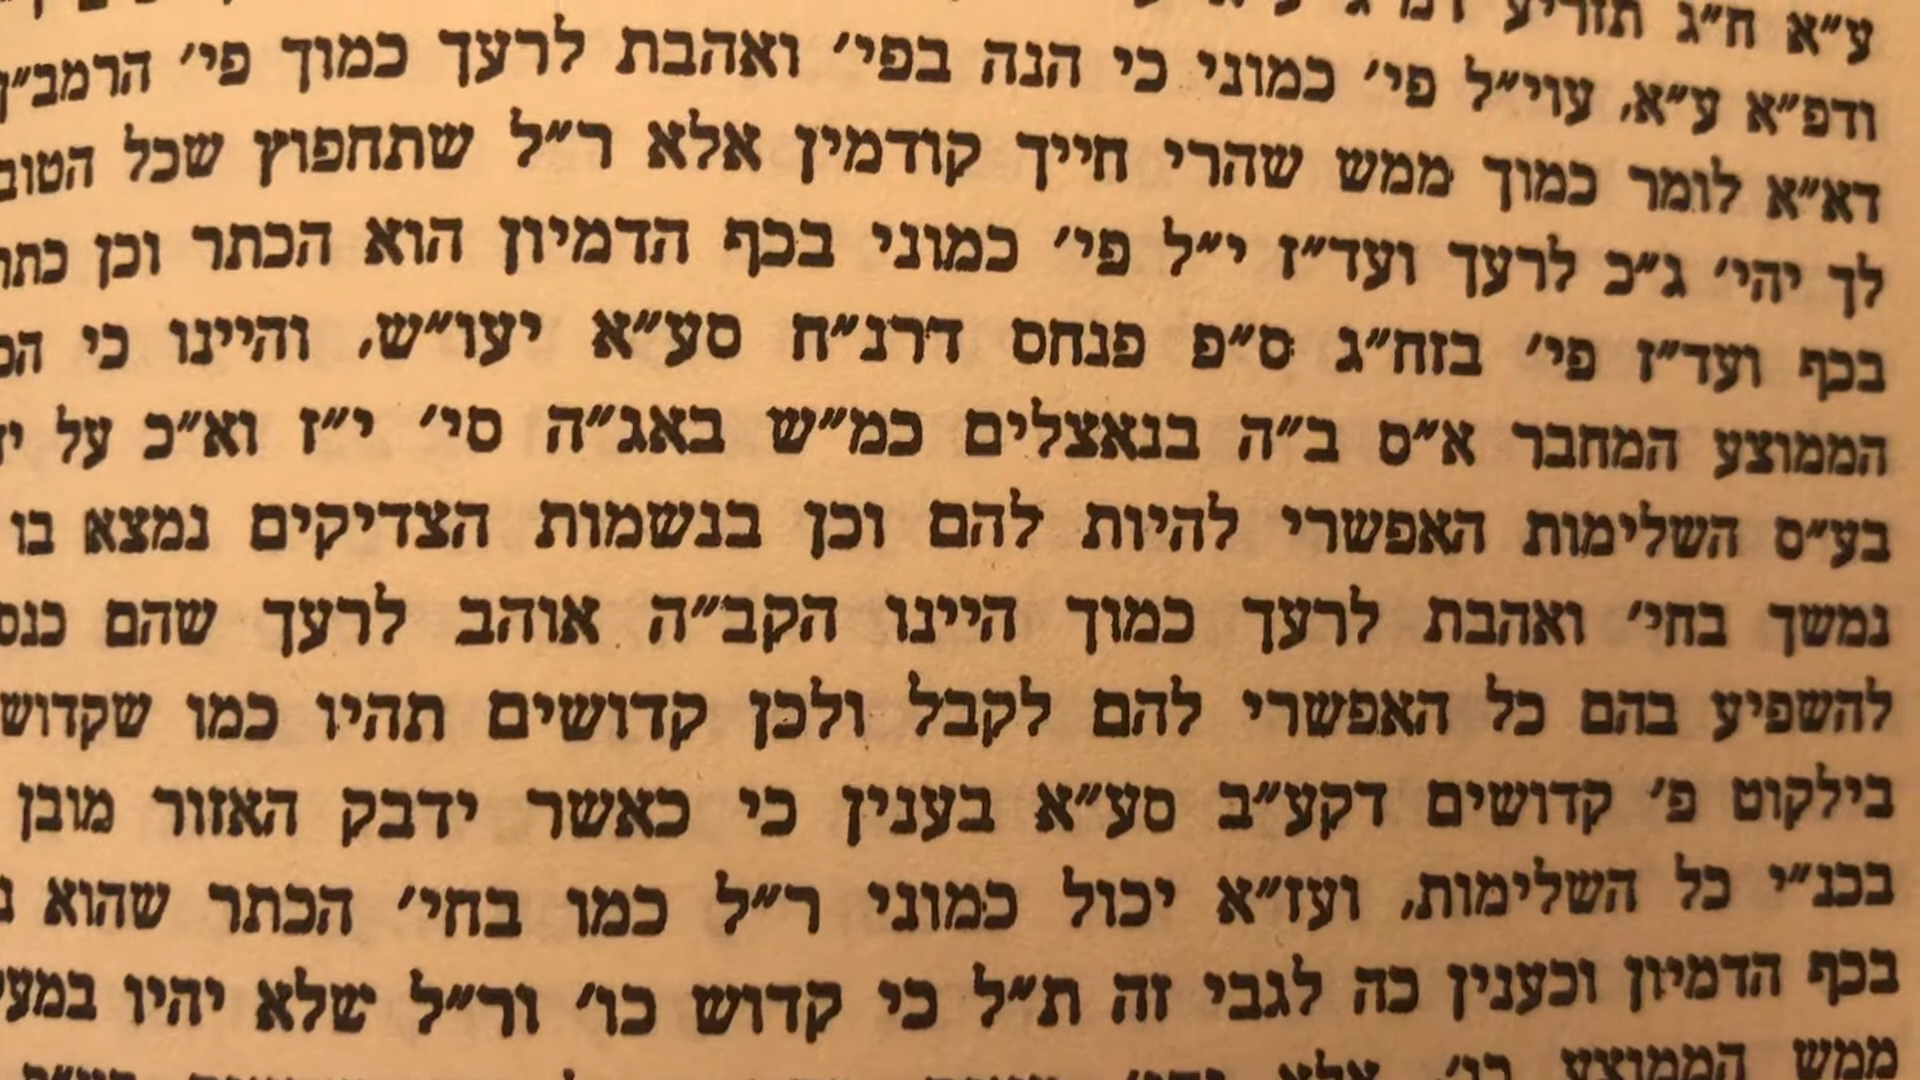 ע״א ח״ג תזריע
ודפ״א ע״א, עוי״ל פי׳ כמוני כי הנה בפי׳ ואהבת לרעך כמוך פי׳ הרמב״ן
דא״א לומר כמוך ממש שהרי חייך קודמין אלא ר״ל שתחפוץ שכל הטוב
לך יהי׳ ג״כ לרעך ועד״ז י״ל פי׳ כמוני בכף הדמיון הוא הכתר וכן
בכף ועד״ז פי׳ בזח״ג ס״פ פנחס דרנ״ח סע״א יעו״ש, והיינו כי
הממוצע המחבר א״ס ב״ה בנאצלים כמ״ש באג״ה סי׳ י״ז וא״כ על
בע״ס השלימות האפשרי להיות להם וכן בנשמות הצדיקים נמצא בו
נמשך בחי׳ ואהבת לרעך כמוך היינו הקב״ה אוהב לרעך שהם
להשפיע בהם כל האפשרי להם לקבל ולכן קדושים תהיו כמו
בילקוט פ׳ קדושים דקע״ב סע״א בענין כי כאשר ידבק האזור מובן
בכנ״י כל השלימות, ועז״א יכול כמוני ר״ל כמו בחי׳ הכתר שהוא
בכף הדמיון וכענין כה לגבי זה ת״ל כי קדוש כו׳ ור״ל שלא יהיו
ממש הממוצע כו׳ אלא